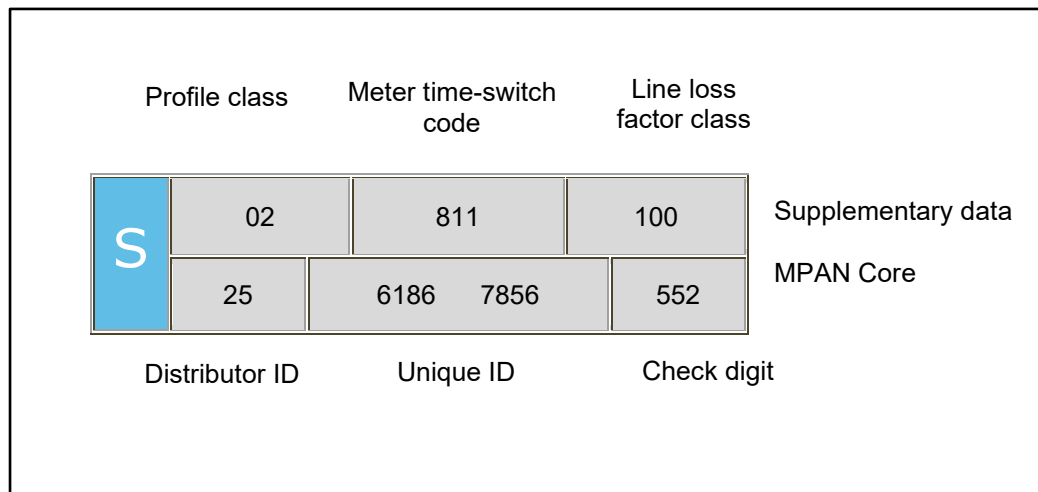 Profile class
Meter time-switch
code
Line loss
factor class
S
02
811
100
Supplementary data
25
6186 7856
552
MPAN Core
Distributor ID
Unique ID
Check digit